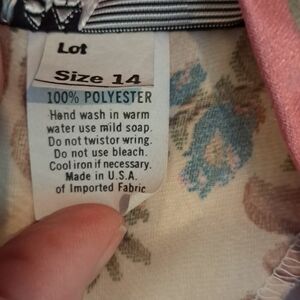 Lot
Size 14
100% POLYESTER
Hand wash in warm
water use mild soap.
Do not twistor wring.
Do not use bleach.
Cool iron if necessary.
Made in U.S.A.
of Imported Fabric